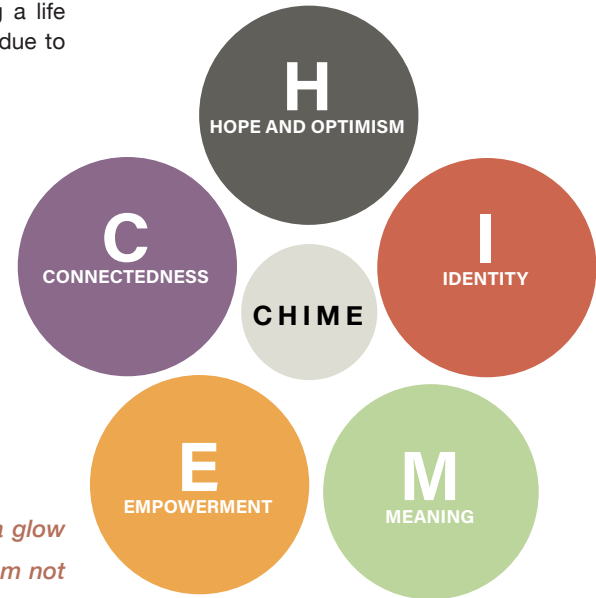 g a life
due to
H
HOPE AND OPTIMISM
C
CONNECTEDNESS
I
IDENTITY
CHIME
E
EMPOWERMENT
M
MEANING
a glow
m not